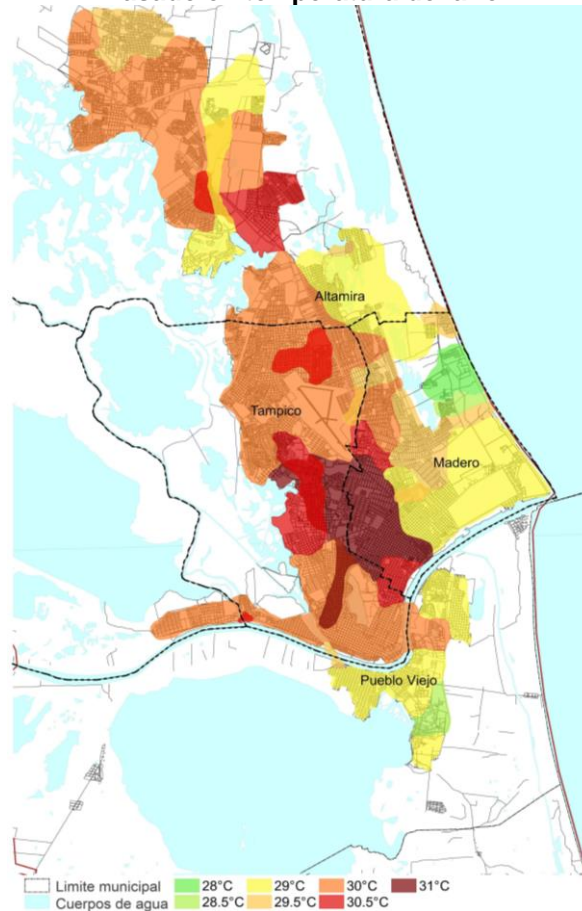 Altamira
Tampico
Madero
Pueblo Viejo
Limite municipal
Cuerpos de agua
28°C
28.5°C
29°C
29.5°C
30°C
30.5°C
31°C